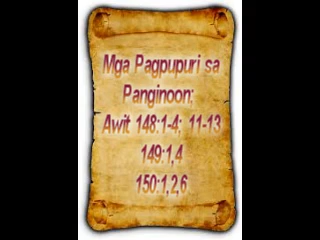 Mga Pagpupuri sa
Panginoon:
Awit 148:1-4; 11-13
149:1,4
150:1,2,6